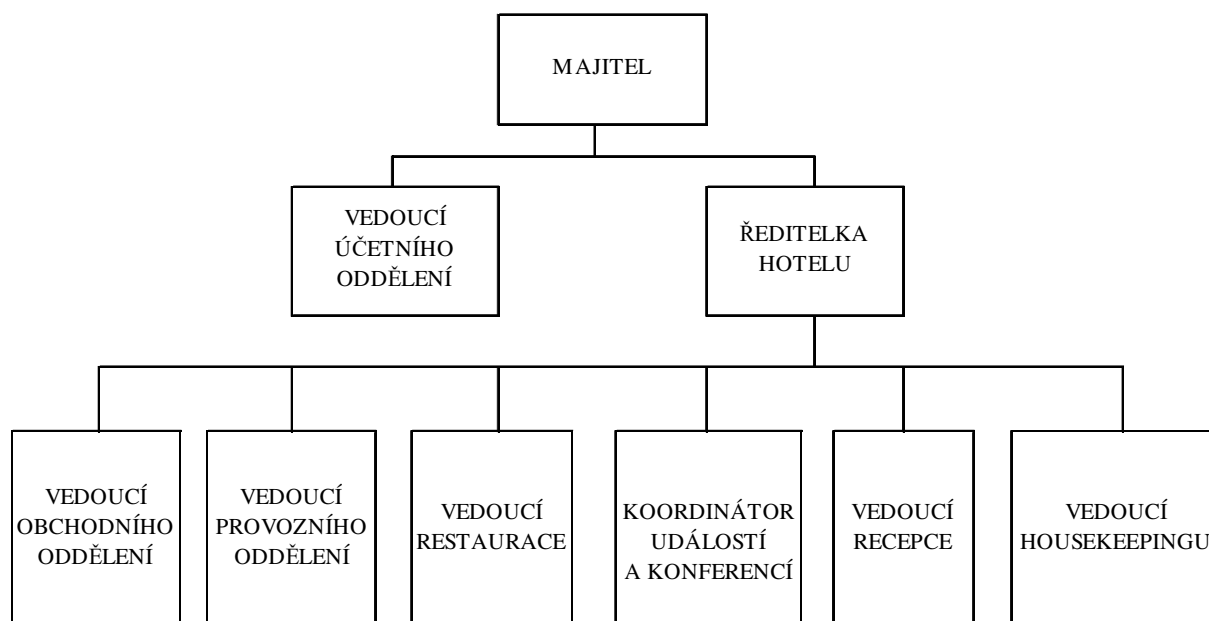 MAJITEL
VEDOUCÍ
ÚČETNÍHO
ODDĚLENÍ
ŘEDITELKA
HOTELU
VEDOUCÍ
OBCHODNÍHO
ODDĚLENÍ
VEDOUCÍ
PROVOZNÍHO
ODDĚLENÍ
VEDOUCÍ
RESTAURACE
KOORDINÁTOR
UDÁLOSTÍ
A KONFERENCÍ
VEDOUCÍ
RECEPCE
VEDOUCÍ
HOUSEKEEPINGU